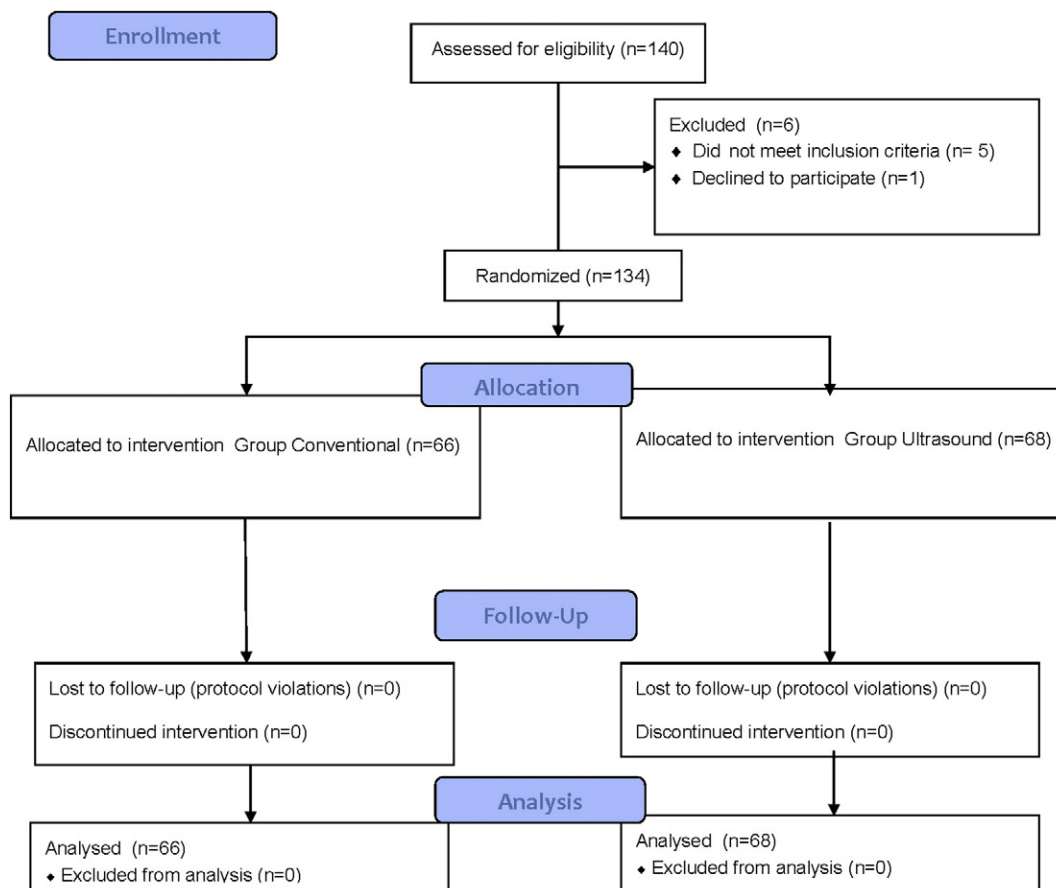 Enrollment
Assessed for eligibility (n=140)
Excluded (n=6)
♦ Did not meet inclusion criteria (n= 5)
♦ Declined to participate (n=1)
Randomized (n=134)
Allocation
Allocated to intervention Group Conventional (n=66)
Allocated to intervention Group Ultrasound (n=68)
Follow-Up
Lost to follow-up (protocol violations) (n=0)
Discontinued intervention (n=0)
Lost to follow-up (protocol violations) (n=0)
Discontinued intervention (n=0)
Analysis
Analysed (n=66)
♦ Excluded from analysis (n=0)
Analysed (n=68)
♦ Excluded from analysis (n=0)